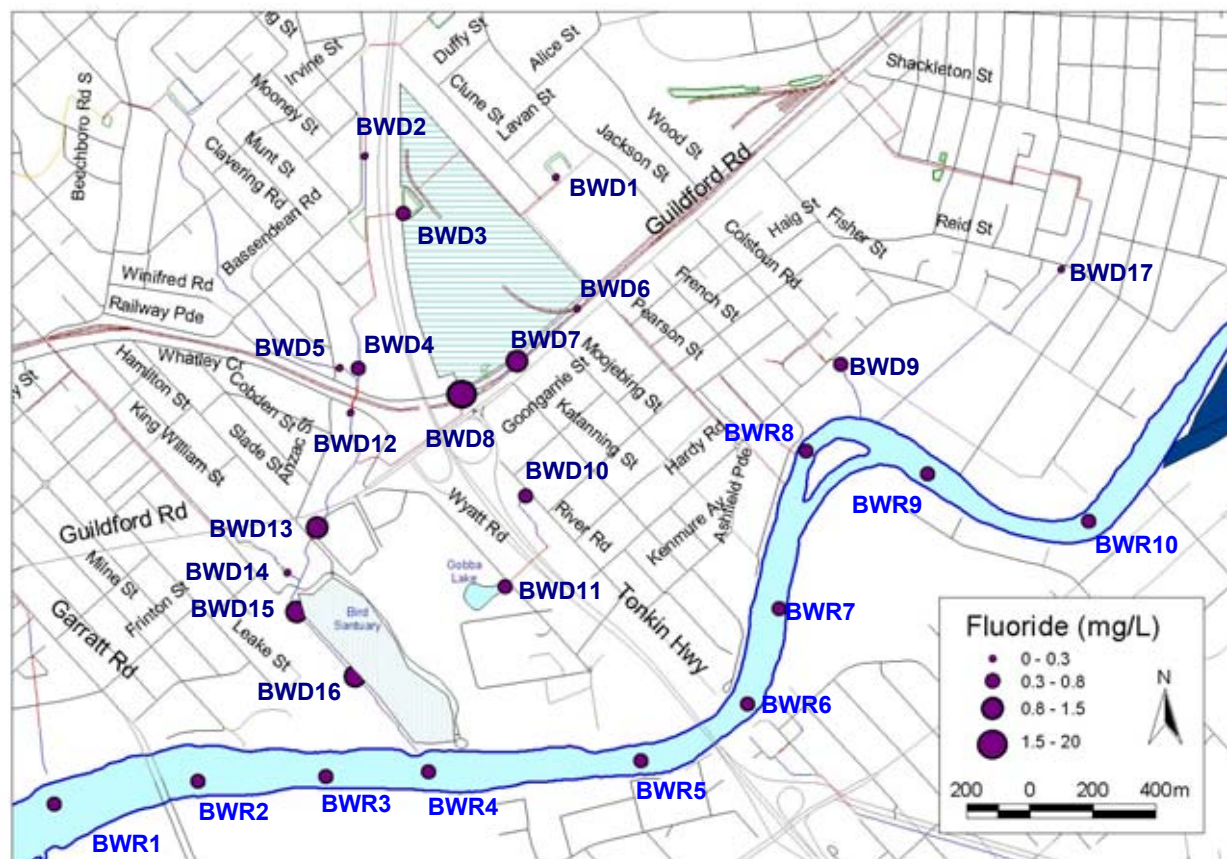 Irvine St
Duffy St
Alice St
Shackleton St
Mooney St
Clune St
Lavan St
Wood St
Beechboro Rd S
Munt St
BWD2
Jackson St
Clavering Rd
BWD1
Guildford Rd
Bassendean Rd
BWD3
Haig St
Fisher St
Reid St
Colstoun Rd
BWD17
Winifred Rd
French St
Railway Pde
BWD6
Pearson St
BWD5
BWD4
BWD7
Moojebing St
BWD9
Whatley Cr
Hamilton St
Cobden St
Goongarrie St
BWD12
BWD8
Katanning St
King William St
Slade St
Anzac St
Hardy Rd
BWR8
BWD10
Ashfield Pde
BWR9
Wyatt Rd
River Rd
Kenmure Av
Guildford Rd
BWD13
BWR10
Milne St
BWD14
Gobba
Lake
BWD11
Frinton St
BWD15
Bird
Santuary
Tonkin Hwy
BWR7
Garratt Rd
Leake St
BWD16
BWR6
BWR5
BWR1
BWR2
BWR3
BWR4
Fluoride (mg/L)
0 - 0.3
0.3 - 0.8
0.8 - 1.5
1.5 - 20
N
200 0 200 400m